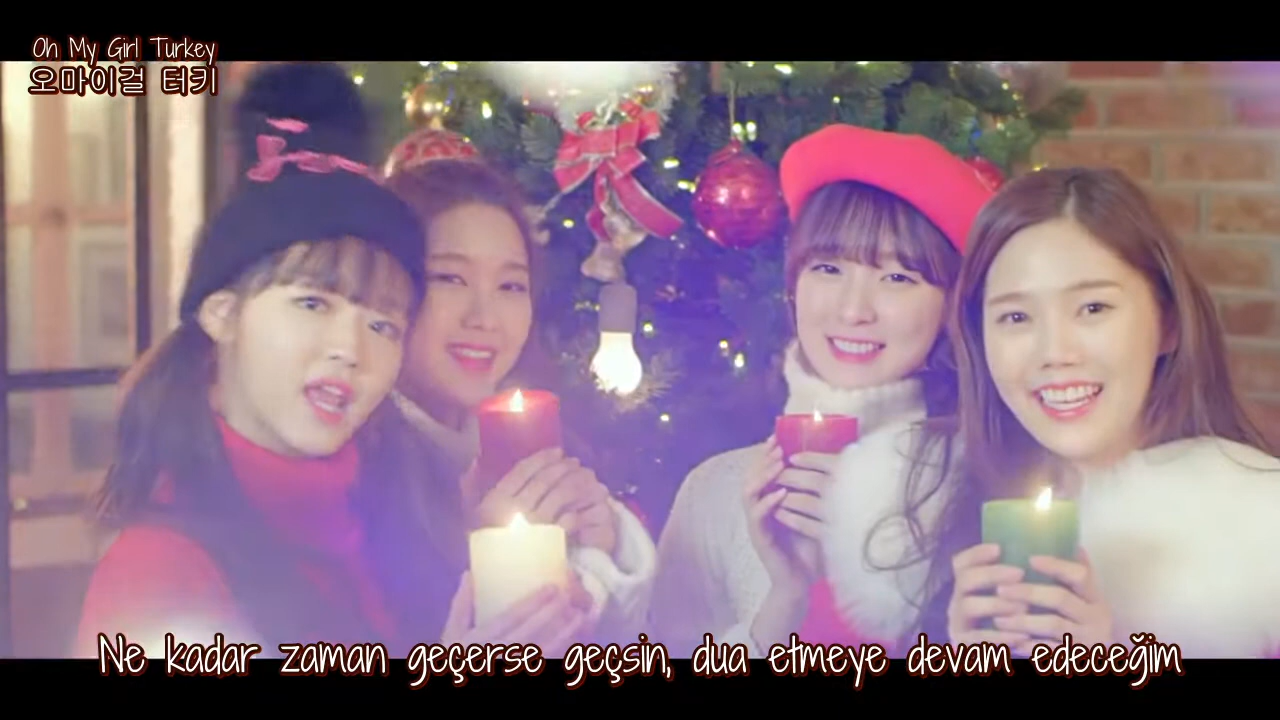 Oh My Girl Turkey
오마이걸 터키
Ne kadar zaman geçerse geçsin, dua etmeye devam edeceğim